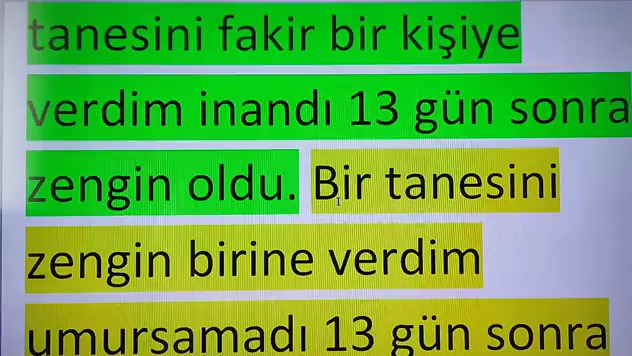 tanesini fakir bir kişiye
verdim inandı 13 gün sonra
zengin oldu. Bir tanesini
zengin birine verdim
umursamadı 13 gün sonra